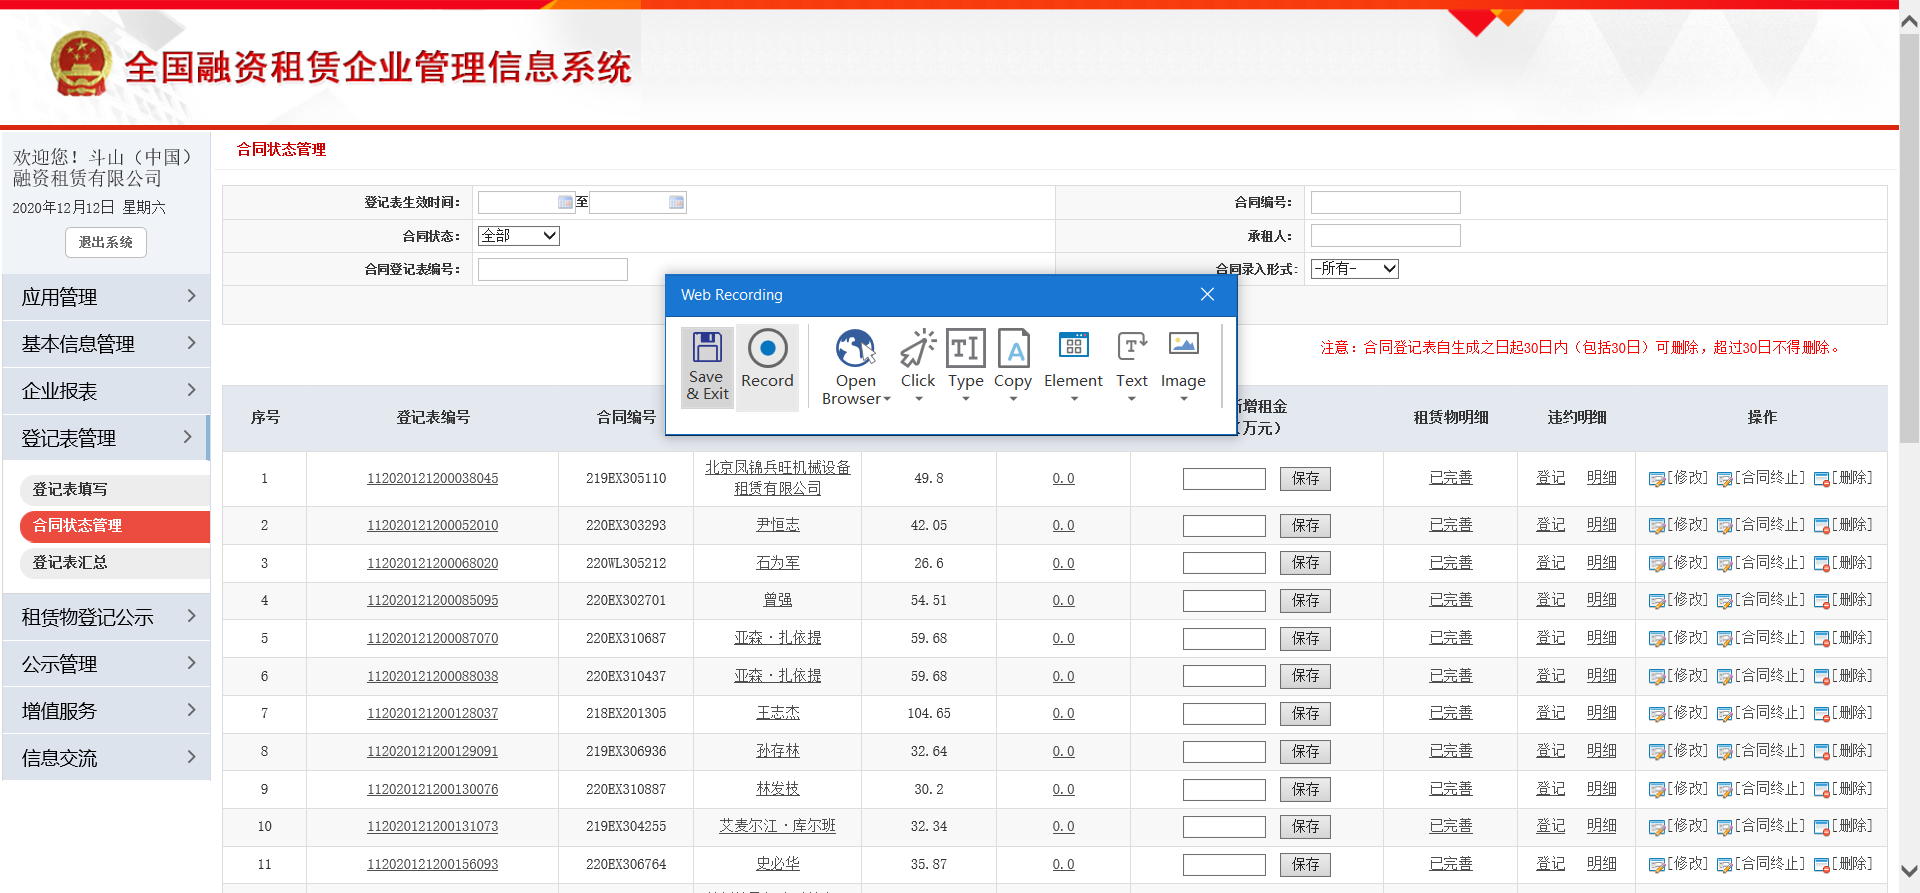 全国融资租赁企业管理信息系统
欢迎您！斗山（中国）
融资租赁有限公司
2020年12月12日 星期六
退出系统
应用管理
基本信息管理
企业报表
登记表管理
登记表填写
合同状态管理
登记表汇总
租赁物登记公示
公示管理
增值服务
信息交流
合同状态管理
登记表生效时间： 至 合同编号：
合同状态： 全部 承租人：
合同登记表编号： 合同录入形式: -所有-
Web Recording
Save & Exit Record Open Browser Click Type Copy Element Text Image
注意：合同登记表自生成之日起30日内（包括30日）可删除，超过30日不得删除。
序号 登记表编号 合同编号 新增租金（万元） 租赁物明细 违约明细 操作
1 112020121200038045 219EX305110 北京凤锦兵旺机械设备租赁有限公司 49.8 0.0 保存 已完善 登记 明细 [修改] [合同终止] [删除]
2 112020121200052010 220EX303293 尹恒志 42.05 0.0 保存 已完善 登记 明细 [修改] [合同终止] [删除]
3 112020121200068020 220WL305212 石为军 26.6 0.0 保存 已完善 登记 明细 [修改] [合同终止] [删除]
4 112020121200085095 220EX302701 曾强 54.51 0.0 保存 已完善 登记 明细 [修改] [合同终止] [删除]
5 112020121200087070 220EX310687 亚森·扎依提 59.68 0.0 保存 已完善 登记 明细 [修改] [合同终止] [删除]
6 112020121200088038 220EX310437 亚森·扎依提 59.68 0.0 保存 已完善 登记 明细 [修改] [合同终止] [删除]
7 112020121200128037 218EX201305 王志杰 104.65 0.0 保存 已完善 登记 明细 [修改] [合同终止] [删除]
8 112020121200129091 219EX306936 孙存林 32.64 0.0 保存 已完善 登记 明细 [修改] [合同终止] [删除]
9 112020121200130076 220EX310887 林发枝 30.2 0.0 保存 已完善 登记 明细 [修改] [合同终止] [删除]
10 112020121200131073 219EX304255 艾麦尔江·库尔班 32.34 0.0 保存 已完善 登记 明细 [修改] [合同终止] [删除]
11 112020121200156093 220EX306764 史必华 35.87 0.0 保存 已完善 登记 明细 [修改] [合同终止] [删除]